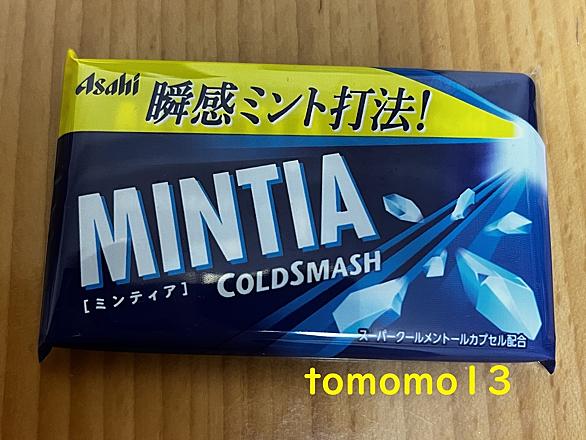 Asahi
瞬感ミント打法!
MINTIA
[ミンティア]
COLDSMASH
スーパークールメントールカプセル配合
tomomo13